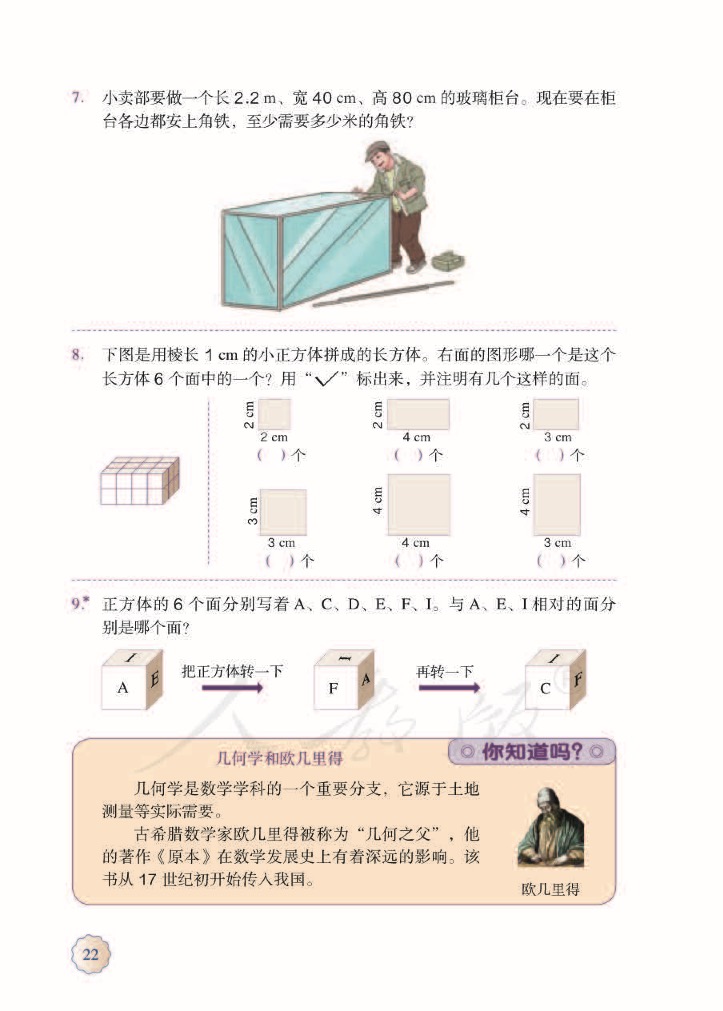 7. 小卖部要做一个长 2.2 m、宽 40 cm、高 80 cm 的玻璃柜台。现在要在柜
台各边都安上角铁，至少需要多少米的角铁？
8. 下图是用棱长 1 cm 的小正方体拼成的长方体。右面的图形哪一个是这个
长方体 6 个面中的一个？用“✓”标出来，并注明有几个这样的面。
2 cm 2 cm 2 cm
2 cm 4 cm 3 cm
( )个 ( )个 ( )个
3 cm 4 cm 4 cm
3 cm 4 cm 3 cm
( )个 ( )个 ( )个
9.* 正方体的 6 个面分别写着 A、C、D、E、F、I。与 A、E、I 相对的面分
别是哪个面？
I A E 把正方体转一下 I F A 再转一下 I C F
人教版
你知道吗？
几何学和欧几里得
几何学是数学学科的一个重要分支，它源于土地
测量等实际需要。
古希腊数学家欧几里得被称为“几何之父”，他
的著作《原本》在数学发展史上有着深远的影响。该
书从 17 世纪初开始传入我国。
欧几里得
22